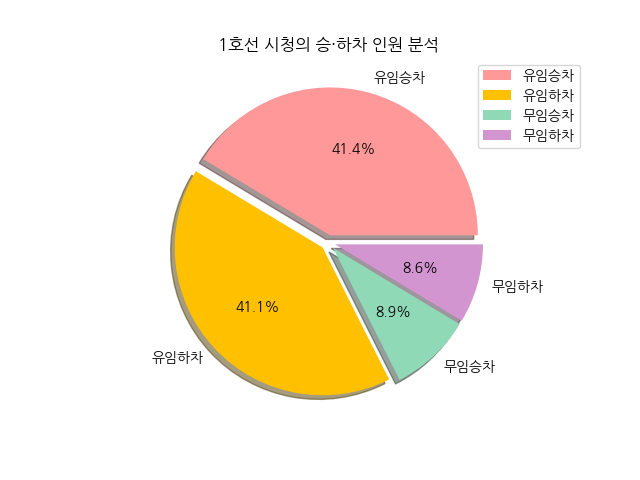 1호선 시청의 승·하차 인원 분석
유임승차
유임승차
유임하차
무임승차
무임하차
41.4%
8.6%
무임하차
41.1%
8.9%
유임하차
무임승차